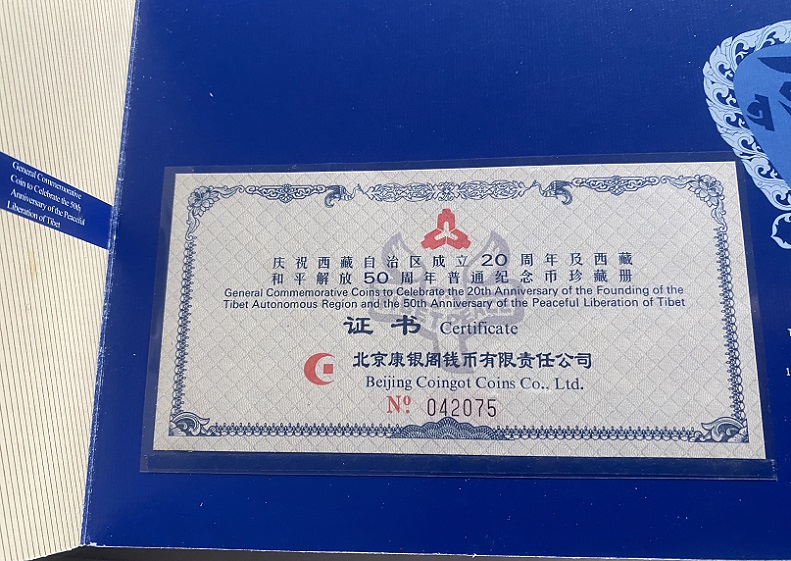 General Commemorative
Coin to Celebrate the 50th
Anniversary of the Peaceful
Liberation of Tibet
庆祝西藏自治区成立20周年及西藏
和平解放50周年普通纪念币珍藏册
General Commemorative Coins to Celebrate the 20th Anniversary of the Founding of the
Tibet Autonomous Region and the 50th Anniversary of the Peaceful Liberation of Tibet
证书 Certificate
北京康银阁钱币有限责任公司
Beijing Coingot Coins Co., Ltd.
Nº 042075